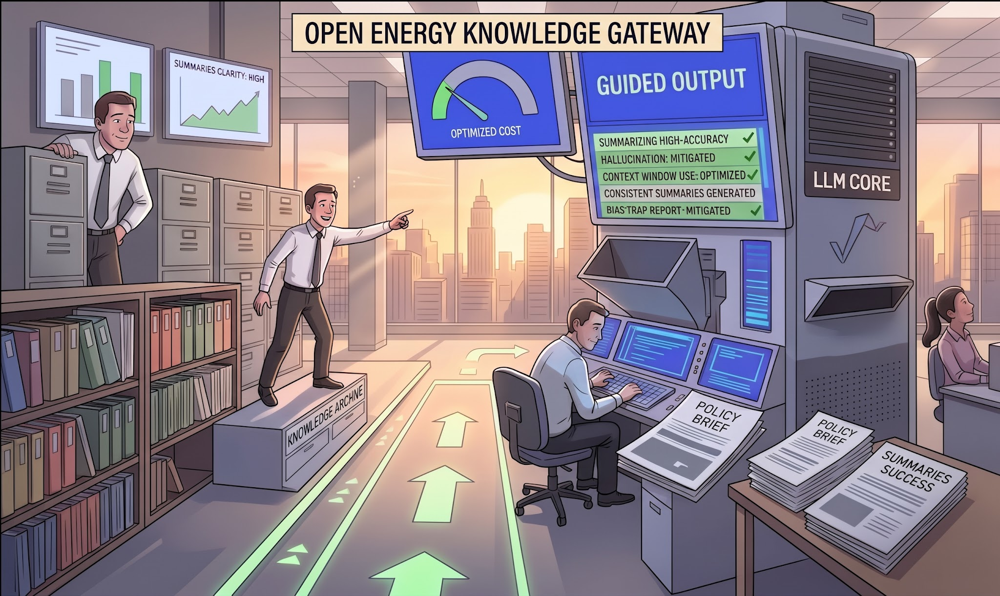 OPEN ENERGY KNOWLEDGE GATEWAY
SUMMARIES CLARITY: HIGH
OPTIMIZED COST
GUIDED OUTPUT
SUMMARIZING HIGH-ACCURACY
HALLUCINATION: MITIGATED
CONTEXT WINDOW USE: OPTIMIZED
CONSISTENT SUMMARIES GENERATED
BIAS-TRAP REPORT - MITIGATED
LLM CORE
KNOWLEDGE ARCHINE
POLICY
BRIEF
POLICY
BRIEF
SUMMARIES
SUCCESS